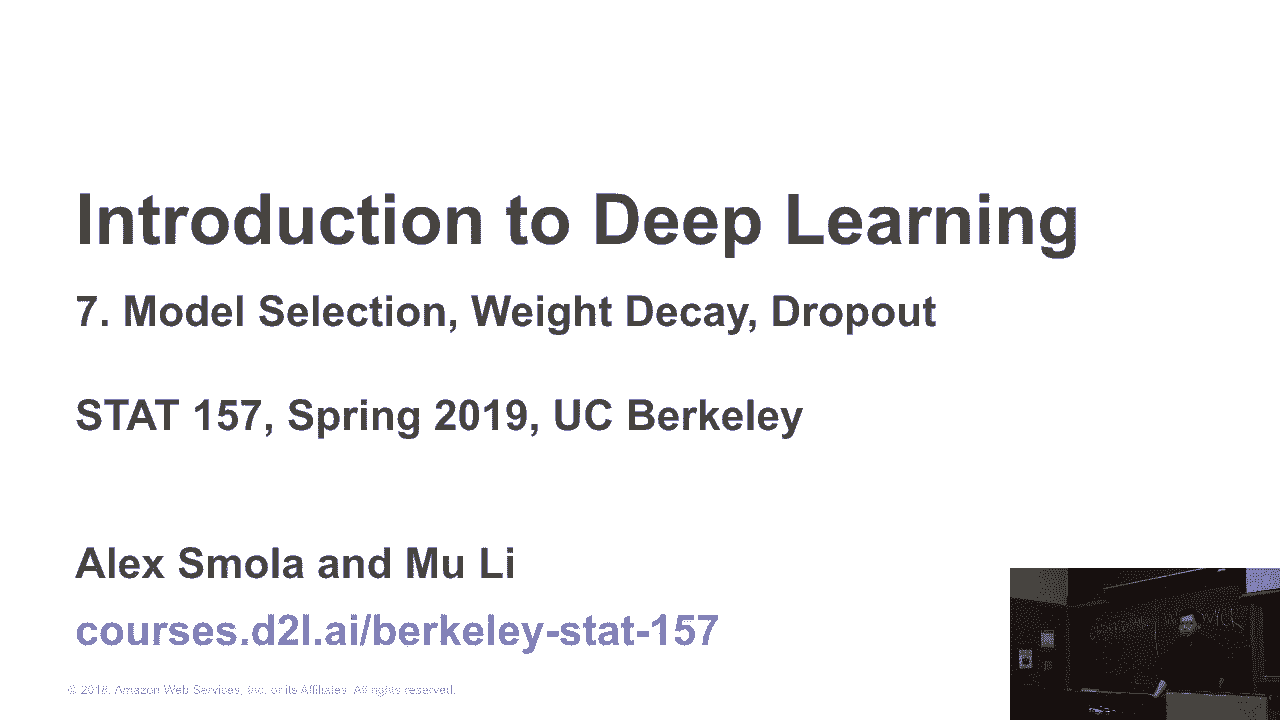 Introduction to Deep Learning
7. Model Selection, Weight Decay, Dropout
STAT 157, Spring 2019, UC Berkeley
Alex Smola and Mu Li
courses.d2l.ai/berkeley-stat-157
Amazon Web Services, Inc. or its Affiliates. All rights reserved.